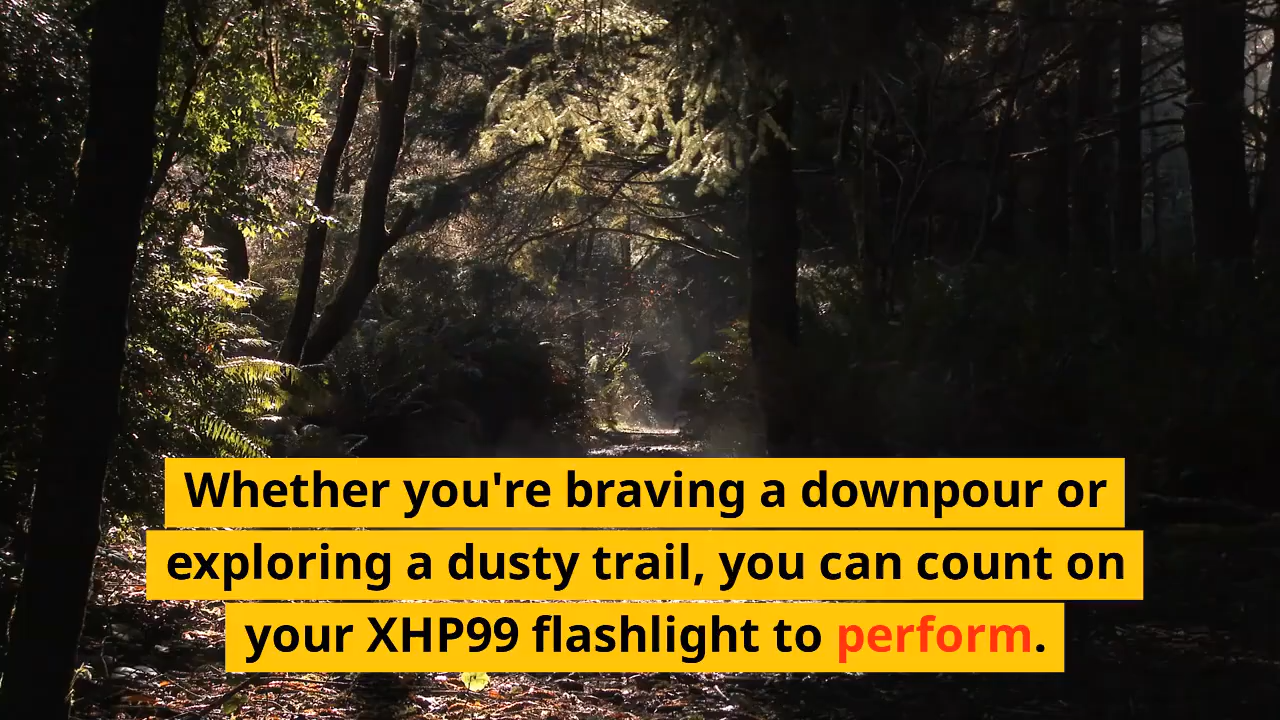 Whether you're braving a downpour or
exploring a dusty trail, you can count on
your XHP99 flashlight to perform.